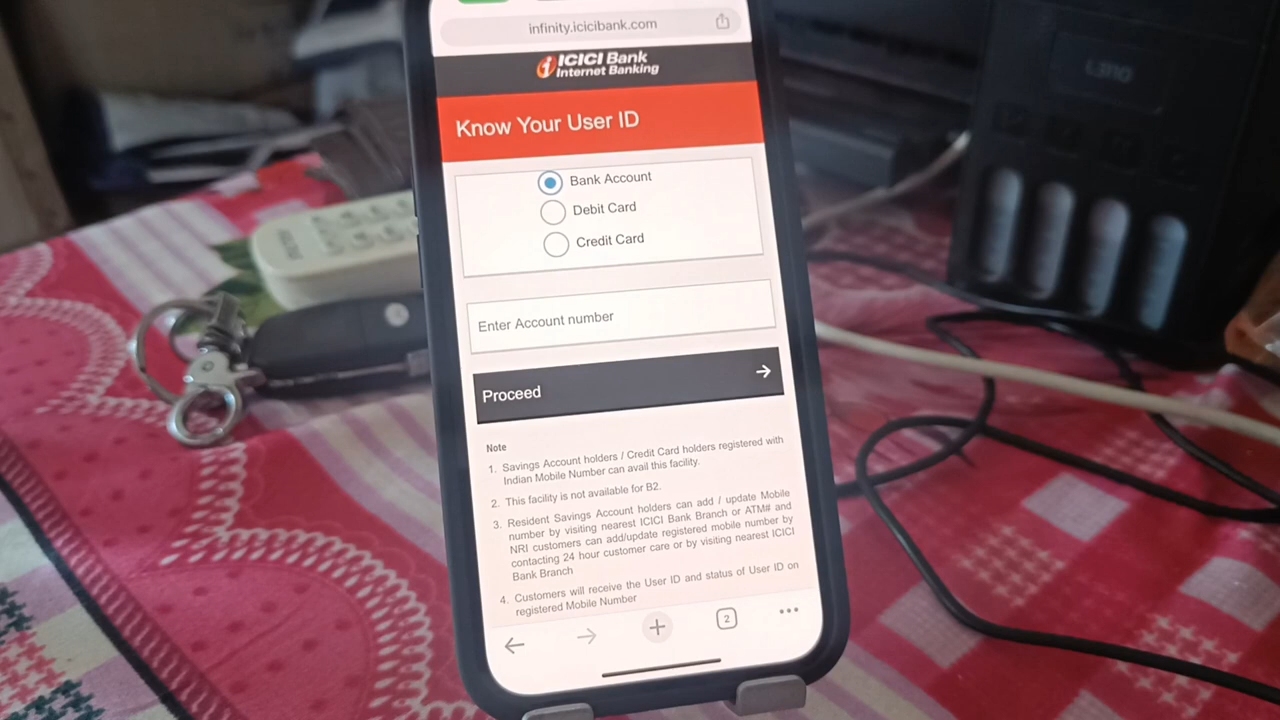 infinity.icicibank.com
ICICI Bank
Internet Banking
Know Your User ID
Bank Account
Debit Card
Credit Card
Enter Account number
Proceed
Note
1. Savings Account holders / Credit Card holders registered with
Indian Mobile Number can avail this facility.
2. This facility is not available for B2.
3. Resident Savings Account holders can add / update Mobile
number by visiting nearest ICICI Bank Branch or ATM# and
NRI customers can add/update registered mobile number by
contacting 24 hour customer care or by visiting nearest ICICI
Bank Branch
4. Customers will receive the User ID and status of User ID on
registered Mobile Number
2